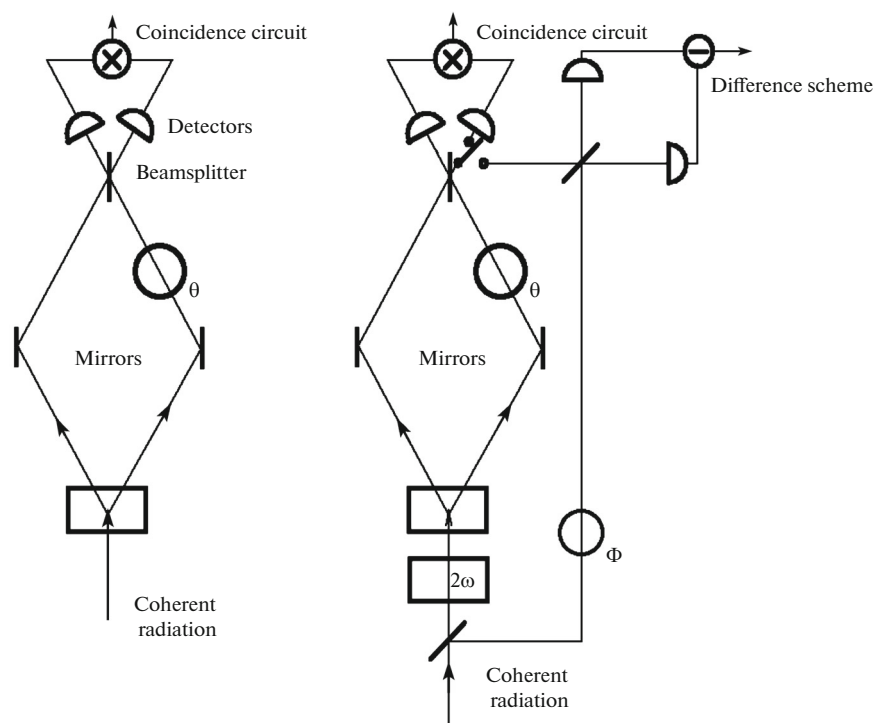 Coincidence circuit
Detectors
Beamsplitter
θ
Mirrors
Coherent
radiation
Coincidence circuit
Difference scheme
θ
Mirrors
Φ
2ω
Coherent
radiation